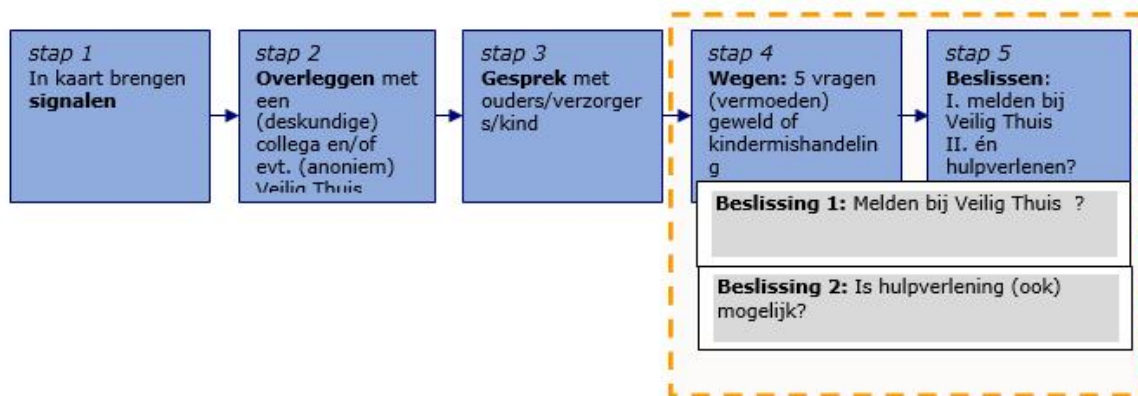 stap 1
In kaart brengen
signalen
stap 2
Overleggen met
een
(deskundige)
collega en/of
evt. (anoniem)
Veilig Thuis
stap 3
Gesprek met
ouders/verzorger
s/kind
stap 4
Wegen: 5 vragen
(vermoeden)
geweld of
kindermishandelin
g
stap 5
Beslissen:
I. melden bij
Veilig Thuis
II. én
hulpverlenen?
Beslissing 1: Melden bij Veilig Thuis ?
Beslissing 2: Is hulpverlening (ook)
mogelijk?